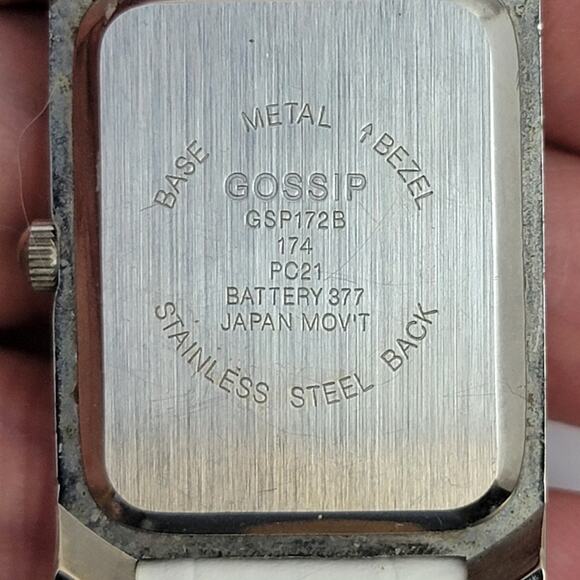 BASE METAL ↑ BEZEL
GOSSIP
GSP172B
174
PC21
BATTERY 377
JAPAN MOV'T
STAINLESS STEEL BACK